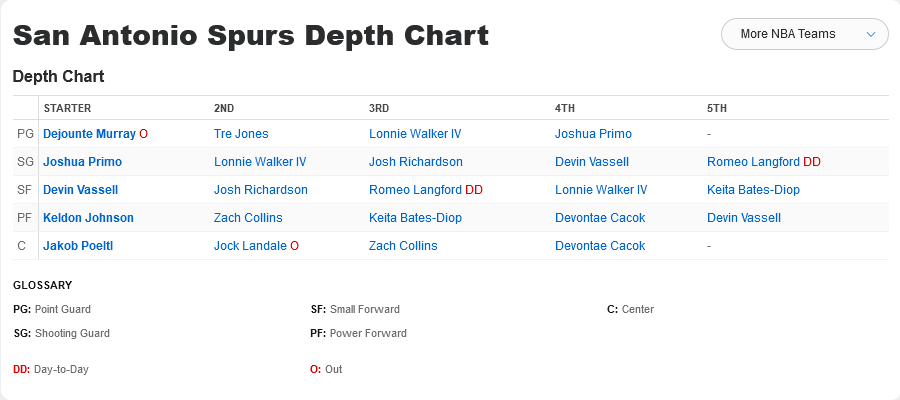 San Antonio Spurs Depth Chart
More NBA Teams
Depth Chart
STARTER 2ND 3RD 4TH 5TH
PG Dejounte Murray O Tre Jones Lonnie Walker IV Joshua Primo -
SG Joshua Primo Lonnie Walker IV Josh Richardson Devin Vassell Romeo Langford DD
SF Devin Vassell Josh Richardson Romeo Langford DD Lonnie Walker IV Keita Bates-Diop
PF Keldon Johnson Zach Collins Keita Bates-Diop Devontae Cacok Devin Vassell
C Jakob Poeltl Jock Landale O Zach Collins Devontae Cacok -
GLOSSARY
PG: Point Guard SF: Small Forward C: Center
SG: Shooting Guard PF: Power Forward
DD: Day-to-Day O: Out